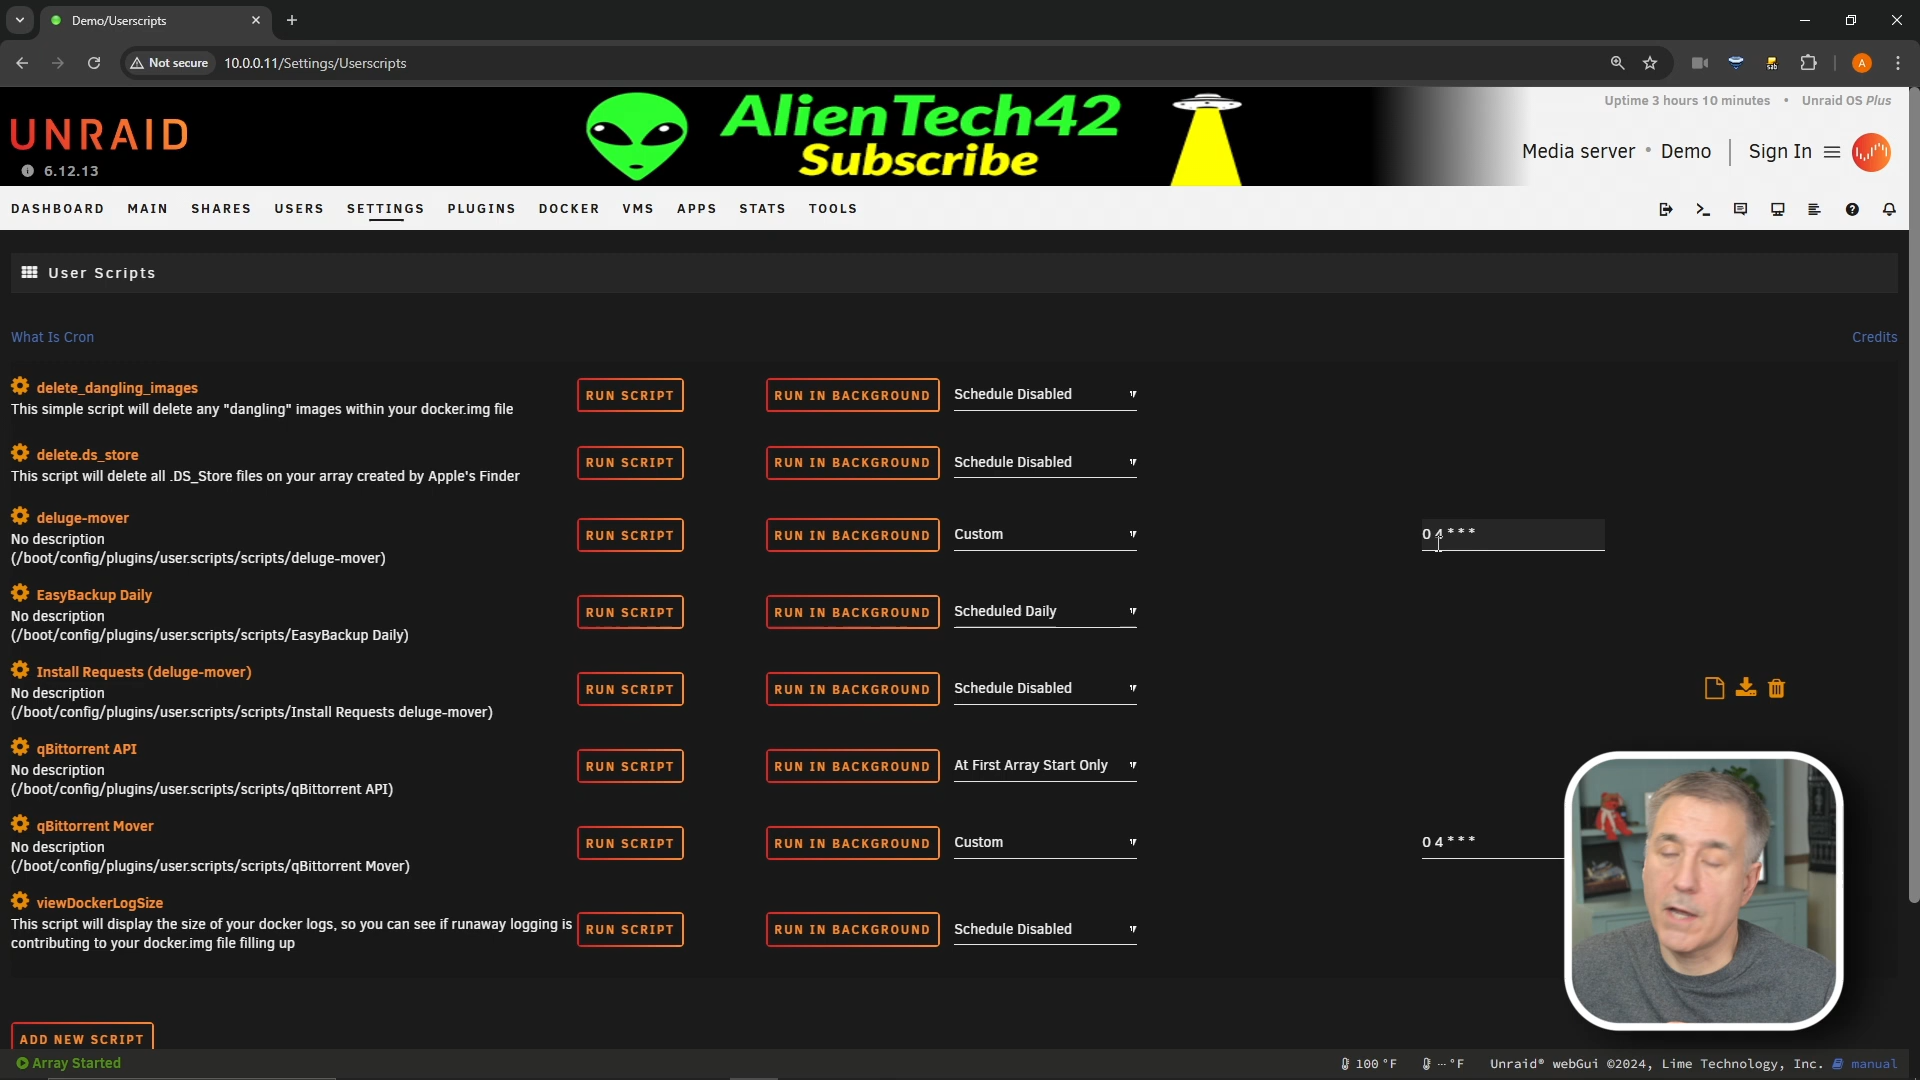 Demo/Userscripts
Not secure
10.0.0.11/Settings/Userscripts
A
UNRAID
6.12.13
AlienTech42
Subscribe
Uptime 3 hours 10 minutes • Unraid OS Plus
Media server • Demo
Sign In
DASHBOARD MAIN SHARES USERS SETTINGS PLUGINS DOCKER VMS APPS STATS TOOLS
User Scripts
What Is Cron
Credits
delete_dangling_images
This simple script will delete any "dangling" images within your docker.img file
RUN SCRIPT
RUN IN BACKGROUND
Schedule Disabled
delete.ds_store
This script will delete all .DS_Store files on your array created by Apple's Finder
RUN SCRIPT
RUN IN BACKGROUND
Schedule Disabled
deluge-mover
No description
(/boot/config/plugins/user.scripts/scripts/deluge-mover)
RUN SCRIPT
RUN IN BACKGROUND
Custom
0 4 * * *
EasyBackup Daily
No description
(/boot/config/plugins/user.scripts/scripts/EasyBackup Daily)
RUN SCRIPT
RUN IN BACKGROUND
Scheduled Daily
Install Requests (deluge-mover)
No description
(/boot/config/plugins/user.scripts/scripts/Install Requests deluge-mover)
RUN SCRIPT
RUN IN BACKGROUND
Schedule Disabled
qBittorrent API
No description
(/boot/config/plugins/user.scripts/scripts/qBittorrent API)
RUN SCRIPT
RUN IN BACKGROUND
At First Array Start Only
qBittorrent Mover
No description
(/boot/config/plugins/user.scripts/scripts/qBittorrent Mover)
RUN SCRIPT
RUN IN BACKGROUND
Custom
0 4 * * *
viewDockerLogSize
This script will display the size of your docker logs, so you can see if runaway logging is
contributing to your docker.img file filling up
RUN SCRIPT
RUN IN BACKGROUND
Schedule Disabled
ADD NEW SCRIPT
Array Started
100 °F
-- °F
Unraid® webGui ©2024, Lime Technology, Inc.
manual